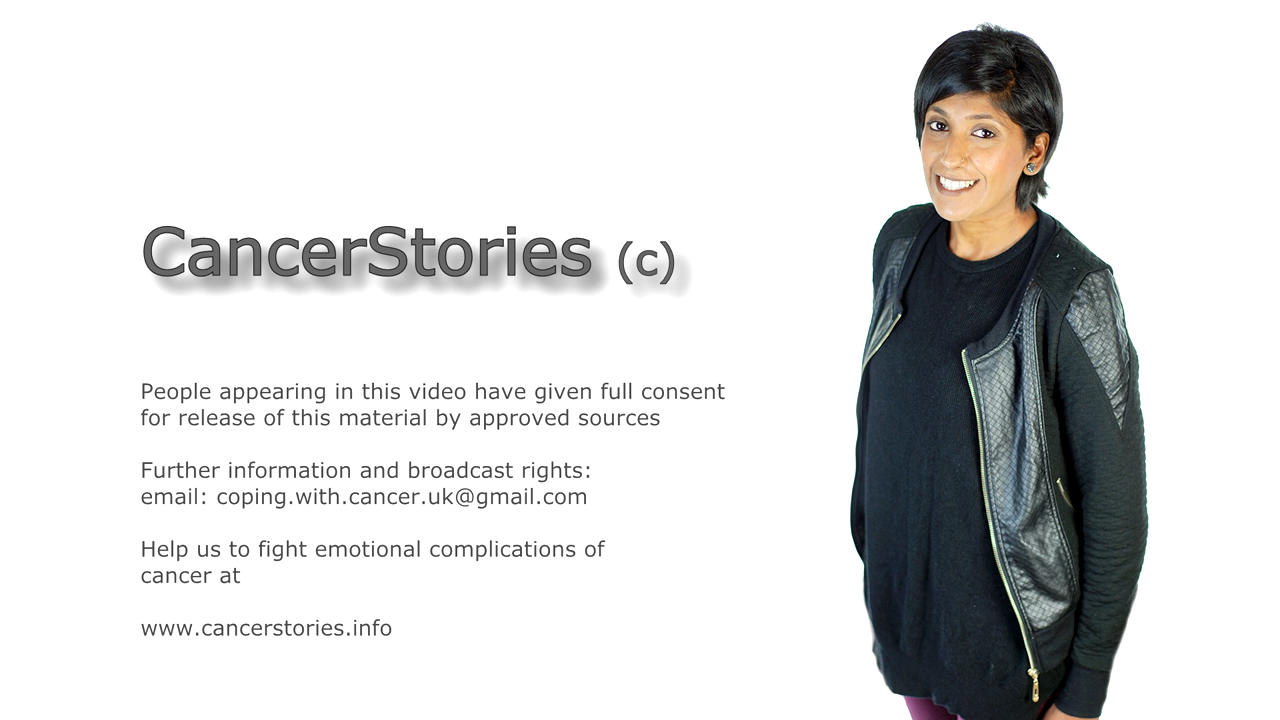 CancerStories (c)
People appearing in this video have given full consent
for release of this material by approved sources
Further information and broadcast rights:
email: coping.with.cancer.uk@gmail.com
Help us to fight emotional complications of
cancer at
www.cancerstories.info